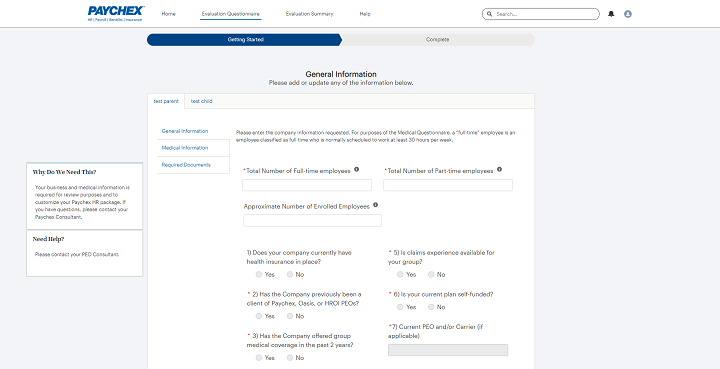 PAYCHEX
HR | Payroll | Benefits | Insurance
Home
Evaluation Questionnaire
Evaluation Summary
Help
Search...
Getting Started
Complete
General Information
Please add or update any of the information below.
test parent
test child
General Information
Medical Information
Required Documents
Please enter the company information requested. For purposes of the Medical Questionnaire, a "full-time" employee is an
employee classified as full time who is normally scheduled to work at least 30 hours per week.
*Total Number of Full-time employees
*Total Number of Part-time employees
Approximate Number of Enrolled Employees
1) Does your company currently have
health insurance in place?
Yes No
* 2) Has the Company previously been a
client of Paychex, Oasis, or HROI PEOs?
Yes No
* 3) Has the Company offered group
medical coverage in the past 2 years?
Yes No
* 5) Is claims experience available for
your group?
Yes No
* 6) Is your current plan self-funded?
Yes No
*7) Current PEO and/or Carrier (if
applicable)
Why Do We Need This?
Your business and medical information is
required for review purposes and to
customize your Paychex HR package. If
you have questions, please contact your
Paychex Consultant.
Need Help?
Please contact your PEO Consultant.